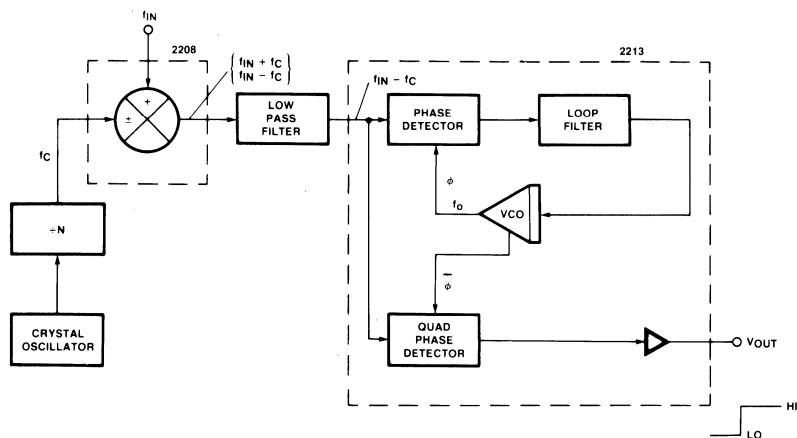 fIN
2208
2213
+
±
{fIN + fC
fIN − fC}
fIN − fC
LOW
PASS
FILTER
PHASE
DETECTOR
LOOP
FILTER
fC
ϕ
fo
VCO
÷N
ϕ̅
CRYSTAL
OSCILLATOR
QUAD
PHASE
DETECTOR
VOUT
HI
LO